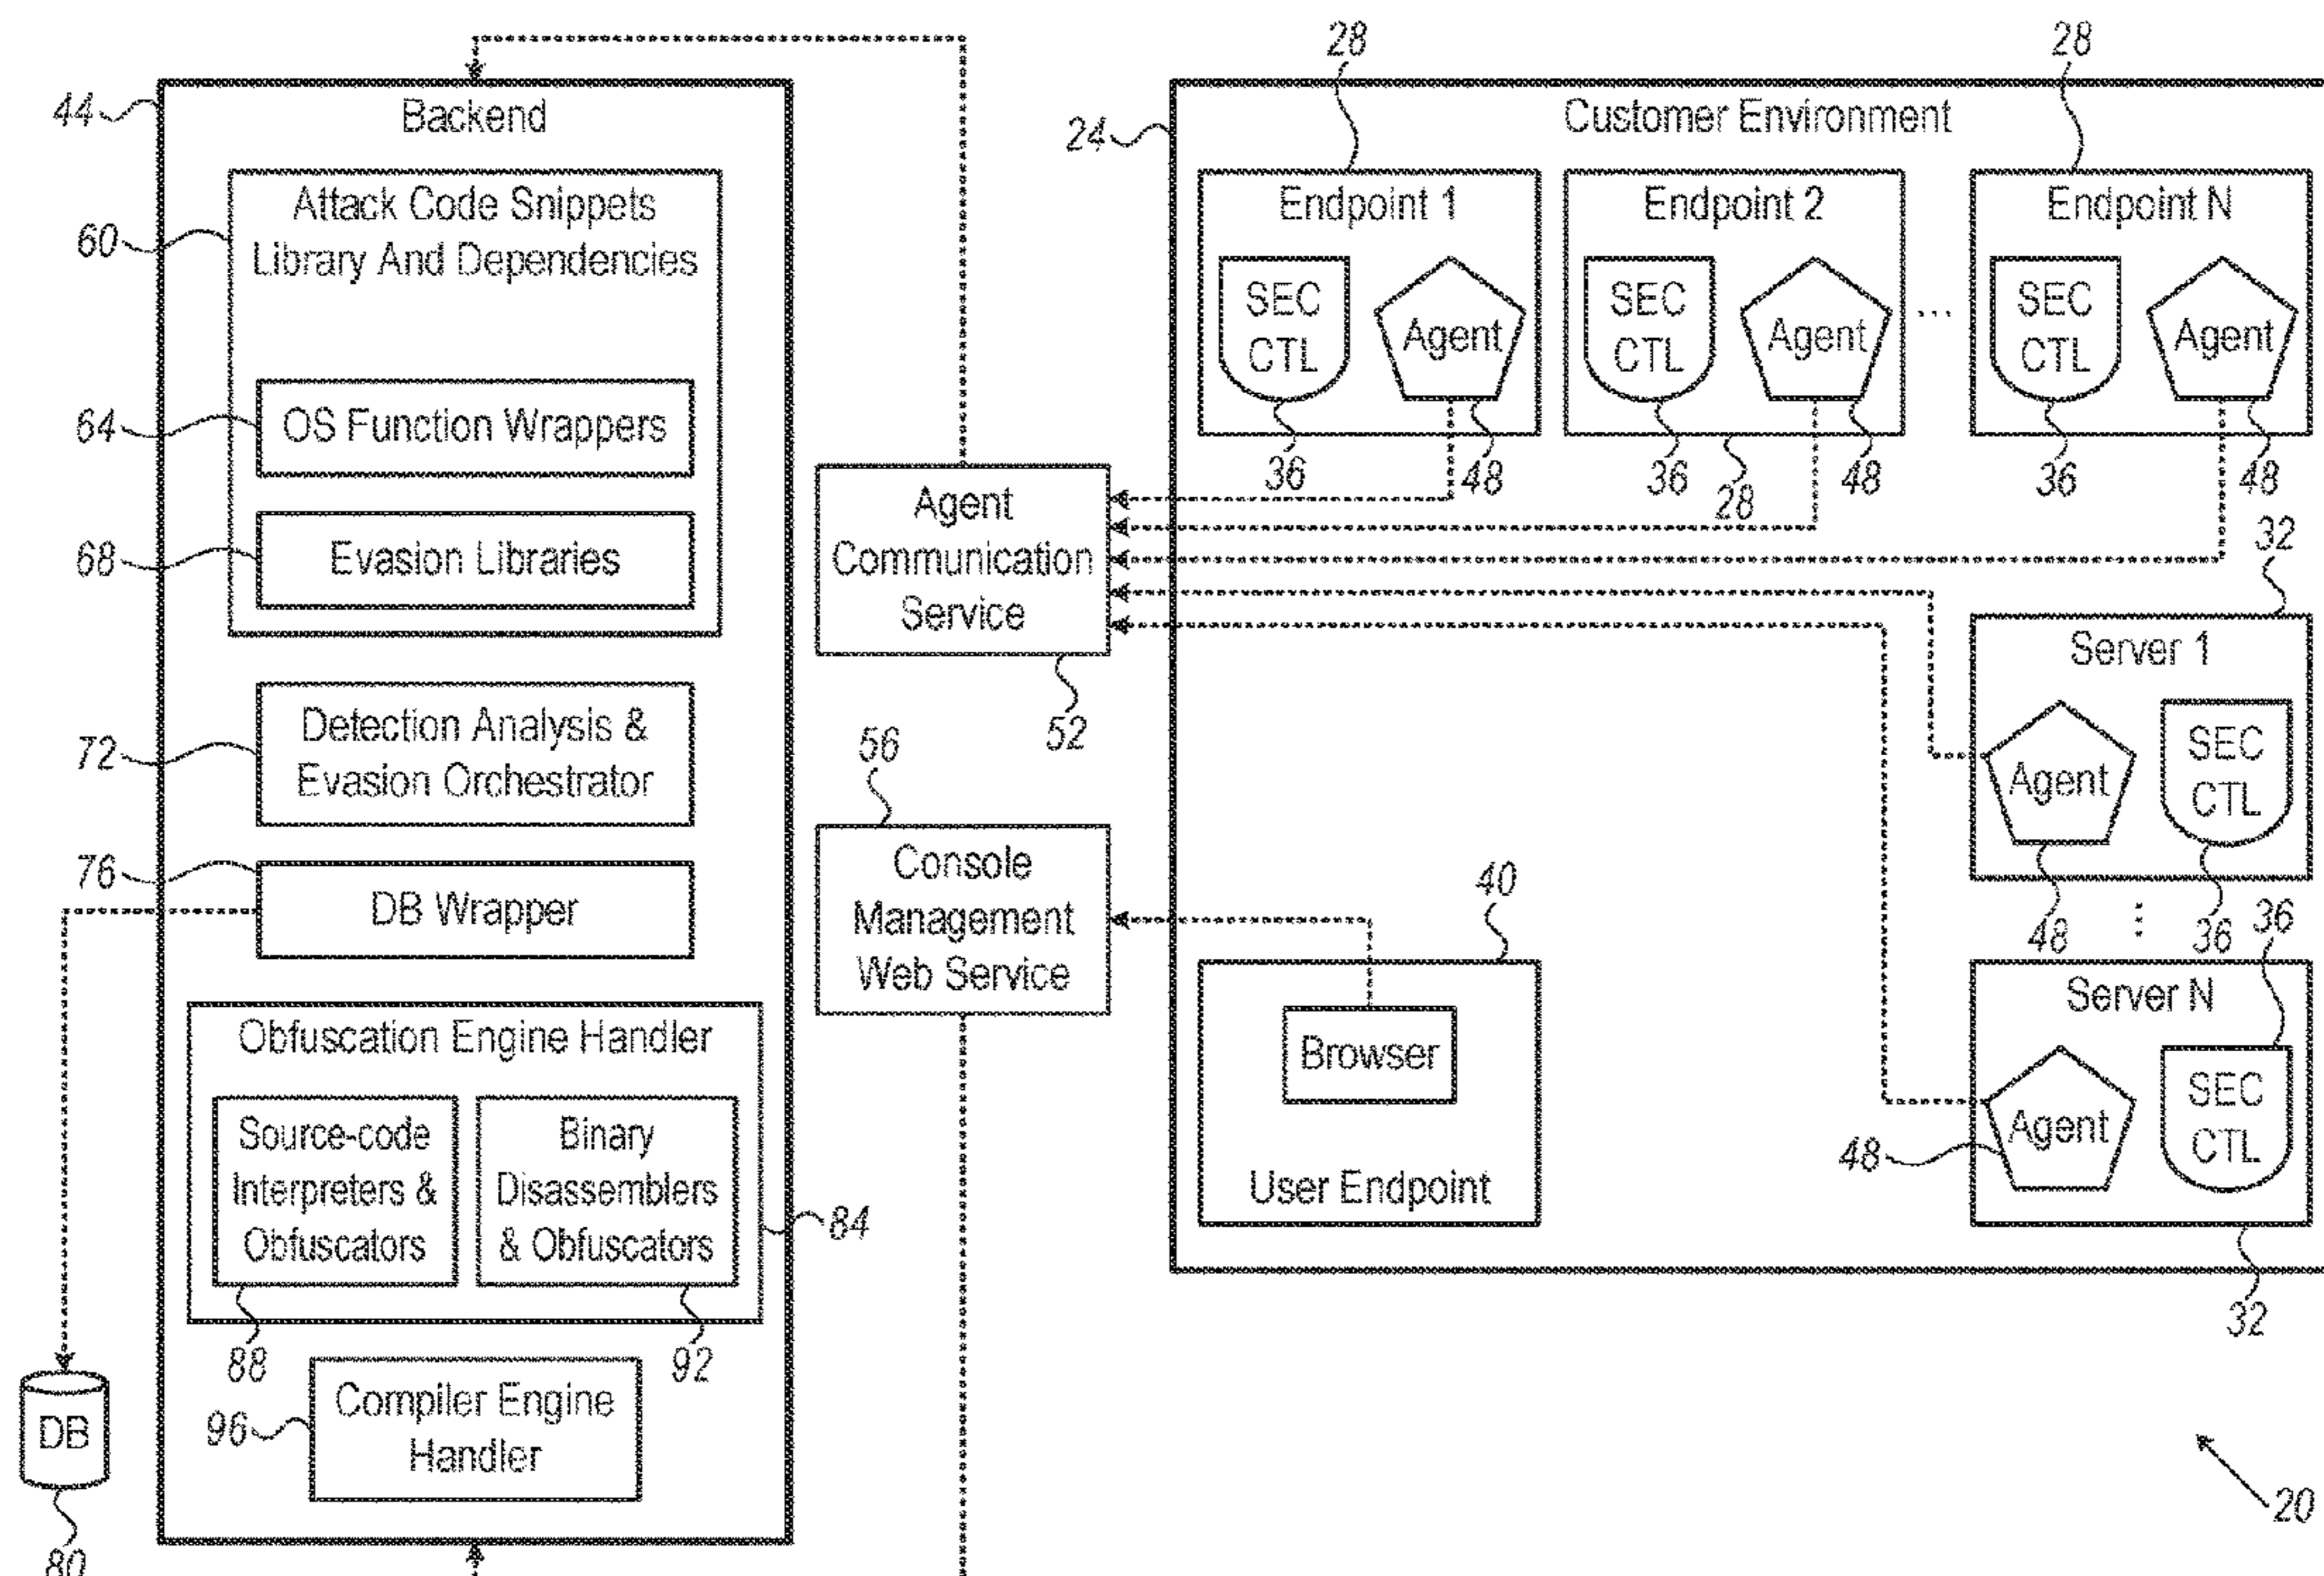 28
28
44
Backend
24
Customer Environment
60
Attack Code Snippets
Library And Dependencies
64
OS Function Wrappers
68
Evasion Libraries
72
Detection Analysis &
Evasion Orchestrator
76
DB Wrapper
Obfuscation Engine Handler
Source-code
Interpreters &
Obfuscators
Binary
Disassemblers
& Obfuscators
84
88
92
96
Compiler Engine
Handler
DB
80
Agent
Communication
Service
52
56
Console
Management
Web Service
Endpoint 1
SEC
CTL
Agent
36
48
Endpoint 2
SEC
CTL
Agent
36
28
48
...
Endpoint N
SEC
CTL
Agent
36
48
32
Server 1
Agent
SEC
CTL
48
36
36
40
Browser
User Endpoint
Server N
Agent
SEC
CTL
48
32
20